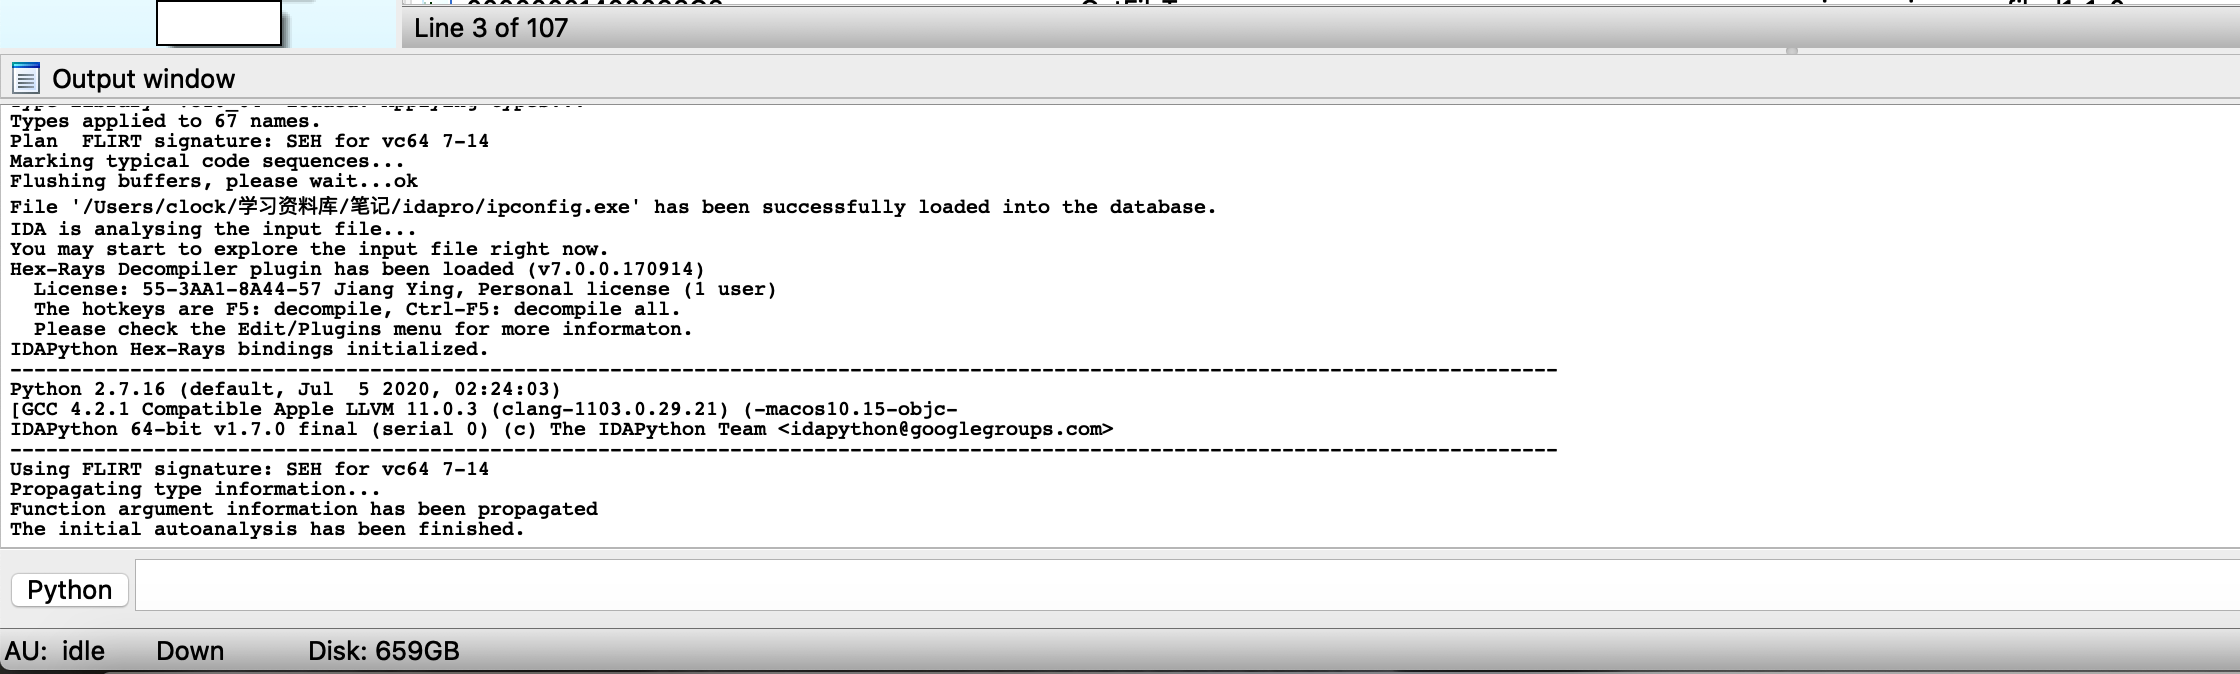 Line 3 of 107
Output window
Types applied to 67 names.
Plan  FLIRT signature: SEH for vc64 7-14
Marking typical code sequences...
Flushing buffers, please wait...ok
File '/Users/clock/学习资料库/笔记/idapro/ipconfig.exe' has been successfully loaded into the database.
IDA is analysing the input file...
You may start to explore the input file right now.
Hex-Rays Decompiler plugin has been loaded (v7.0.0.170914)
  License: 55-3AA1-8A44-57 Jiang Ying, Personal license (1 user)
  The hotkeys are F5: decompile, Ctrl-F5: decompile all.
  Please check the Edit/Plugins menu for more informaton.
IDAPython Hex-Rays bindings initialized.
---------------------------------------------------------------------------------------------------------------------------------
Python 2.7.16 (default, Jul  5 2020, 02:24:03)
[GCC 4.2.1 Compatible Apple LLVM 11.0.3 (clang-1103.0.29.21) (-macos10.15-objc-
IDAPython 64-bit v1.7.0 final (serial 0) (c) The IDAPython Team <idapython@googlegroups.com>
---------------------------------------------------------------------------------------------------------------------------------
Using FLIRT signature: SEH for vc64 7-14
Propagating type information...
Function argument information has been propagated
The initial autoanalysis has been finished.
Python
AU: idle Down Disk: 659GB